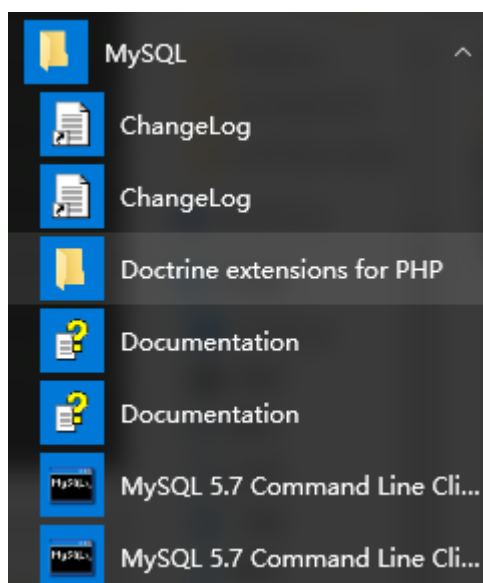 MySQL
ChangeLog
ChangeLog
Doctrine extensions for PHP
Documentation
Documentation
MySQL 5.7 Command Line Cli...
MySQL 5.7 Command Line Cli...